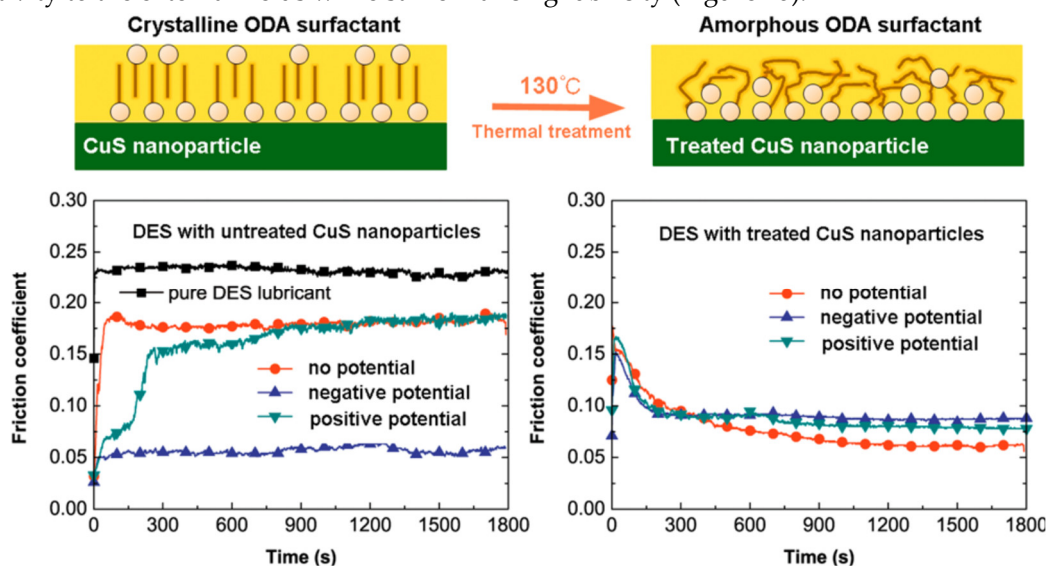 Crystalline ODA surfactant
Amorphous ODA surfactant
130°C
Thermal treatment
CuS nanoparticle
Treated CuS nanoparticle
0.30
0.25
0.20
0.15
0.10
0.05
0.00
Friction coefficient
DES with untreated CuS nanoparticles
pure DES lubricant
no potential
negative potential
positive potential
0 300 600 900 1200 1500 1800
Time (s)
0.30
0.25
0.20
0.15
0.10
0.05
0.00
Friction coefficient
DES with treated CuS nanoparticles
no potential
negative potential
positive potential
0 300 600 900 1200 1500 1800
Time (s)